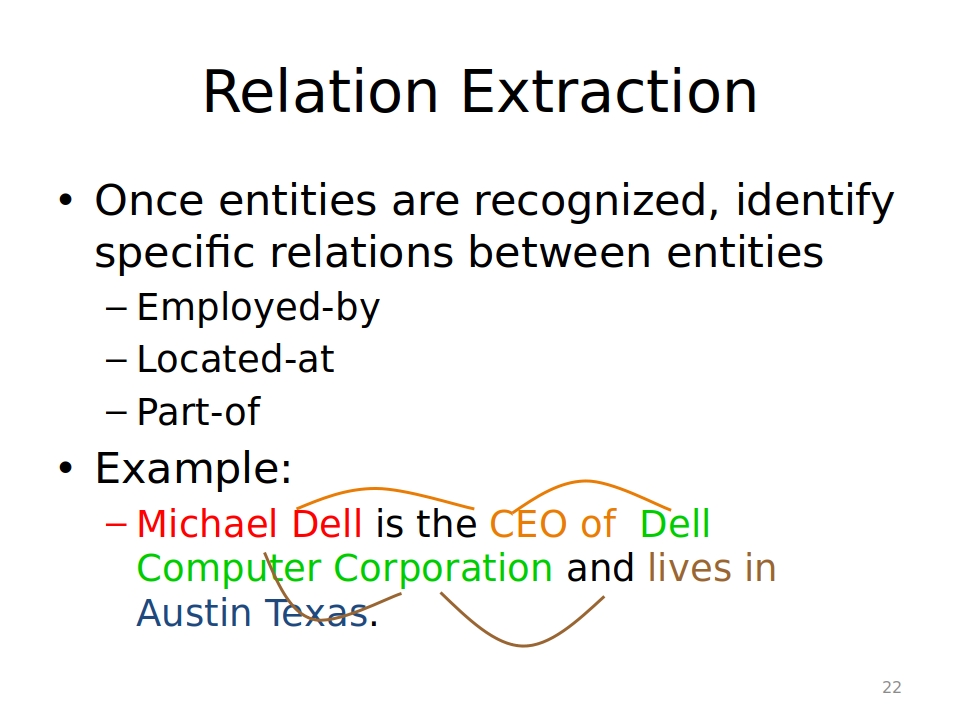 Relation Extraction
• Once entities are recognized, identify
specific relations between entities
– Employed-by
– Located-at
– Part-of
• Example:
– Michael Dell is the CEO of  Dell
Computer Corporation and lives in
Austin Texas.
22